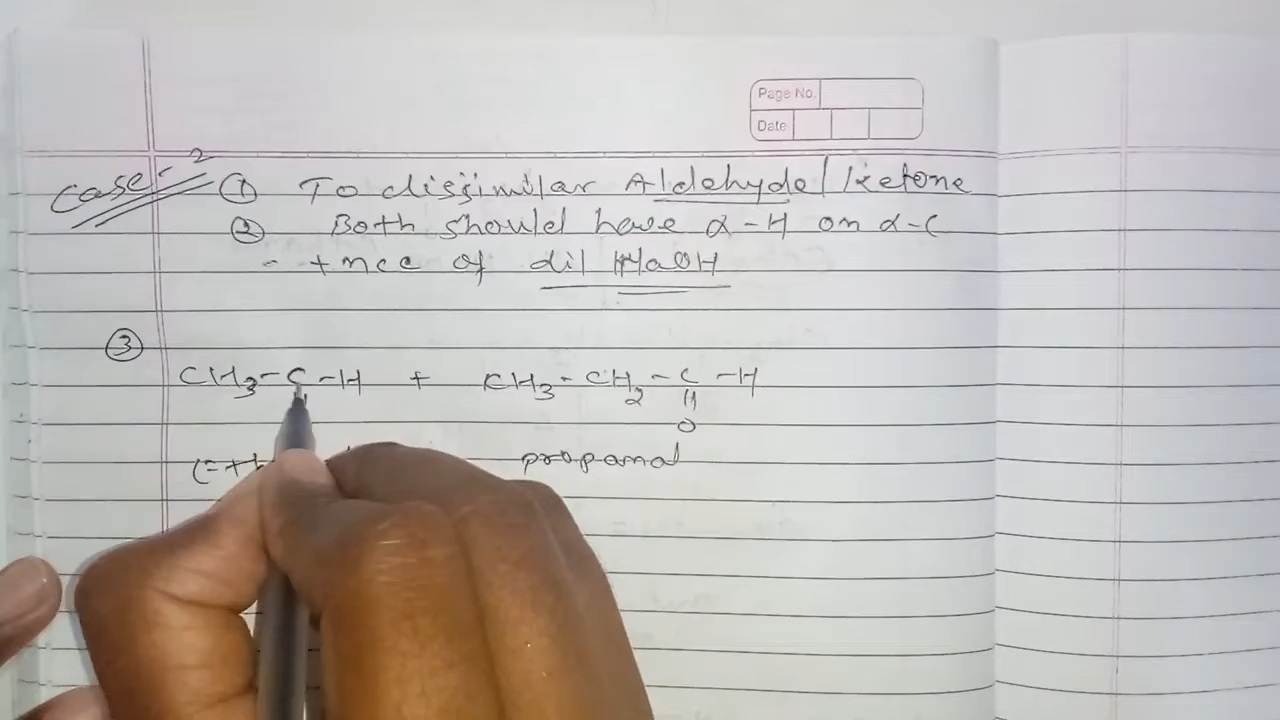 Page No.
Date
Case-2 ① To dissimilar Aldehyde/Ketone
② Both should have α-H on α-C
- +nce of dil NaOH
③
CH3-C-H + CH3-CH2-C-H
||
O
propanal